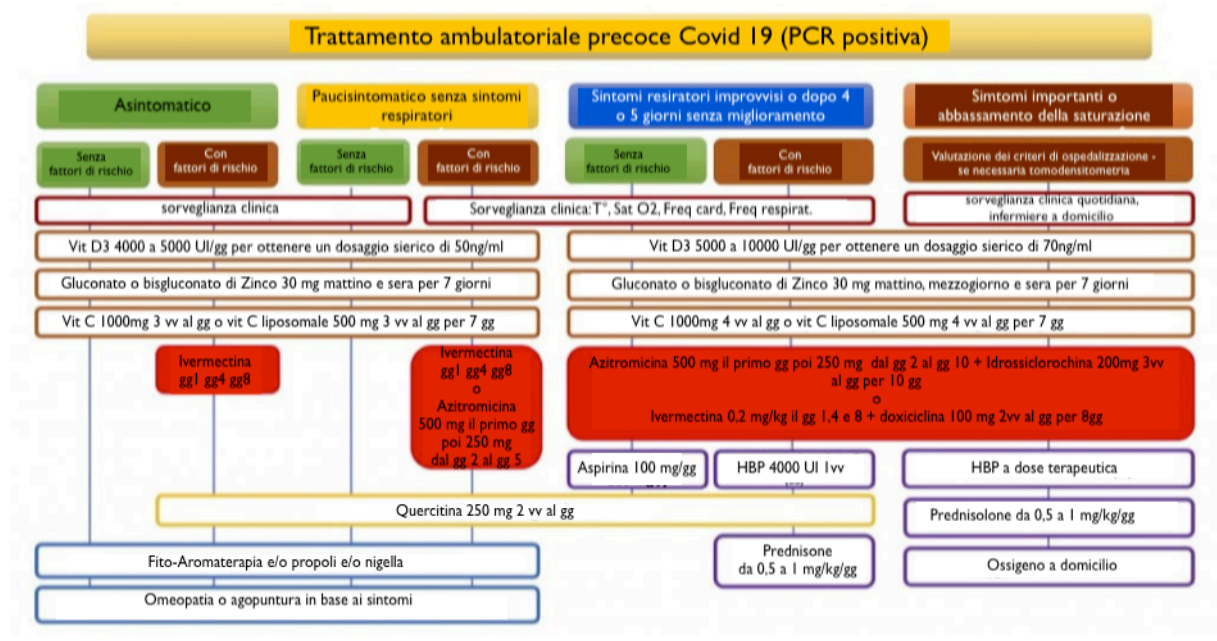 Trattamento ambulatoriale precoce Covid 19 (PCR positiva)
Asintomatico
Paucisintomatico senza sintomi
respiratori
Sintomi resiratori improvvisi o dopo 4
o 5 giorni senza miglioramento
Simtomi importanti o
abbassamento della saturazione
Senza
fattori di rischio
Con
fattori di rischio
Senza
fattori di rischio
Con
fattori di rischio
Senza
fattori di rischio
Con
fattori di rischio
Valutazione dei criteri di ospedalizzazione -
se necessaria tomodensitometria
sorveglianza clinica
Sorveglianza clinica: T°, Sat O2, Freq card, Freq respirat.
sorveglianza clinica quotidiana,
infermiere a domicilio
Vit D3 4000 a 5000 UI/gg per ottenere un dosaggio sierico di 50ng/ml
Vit D3 5000 a 10000 UI/gg per ottenere un dosaggio sierico di 70ng/ml
Gluconato o bisgluconato di Zinco 30 mg mattino e sera per 7 giorni
Gluconato o bisgluconato di Zinco 30 mg mattino, mezzogiorno e sera per 7 giorni
Vit C 1000mg 3 vv al gg o vit C liposomale 500 mg 3 vv al gg per 7 gg
Vit C 1000mg 4 vv al gg o vit C liposomale 500 mg 4 vv al gg per 7 gg
Ivermectina
gg1 gg4 gg8
Ivermectina
gg1 gg4 gg8
o
Azitromicina
500 mg il primo gg
poi 250 mg
dal gg 2 al gg 5
Azitromicina 500 mg il primo gg poi 250 mg dal gg 2 al gg 10 + Idrossiclorochina 200mg 3vv
al gg per 10 gg
o
Ivermectina 0,2 mg/kg il gg 1,4 e 8 + doxiciclina 100 mg 2vv al gg per 8gg
Aspirina 100 mg/gg
HBP 4000 UI 1vv
HBP a dose terapeutica
Quercitina 250 mg 2 vv al gg
Prednisolone da 0,5 a 1 mg/kg/gg
Fito-Aromaterapia e/o propoli e/o nigella
Prednisone
da 0,5 a 1 mg/kg/gg
Ossigeno a domicilio
Omeopatia o agopuntura in base ai sintomi